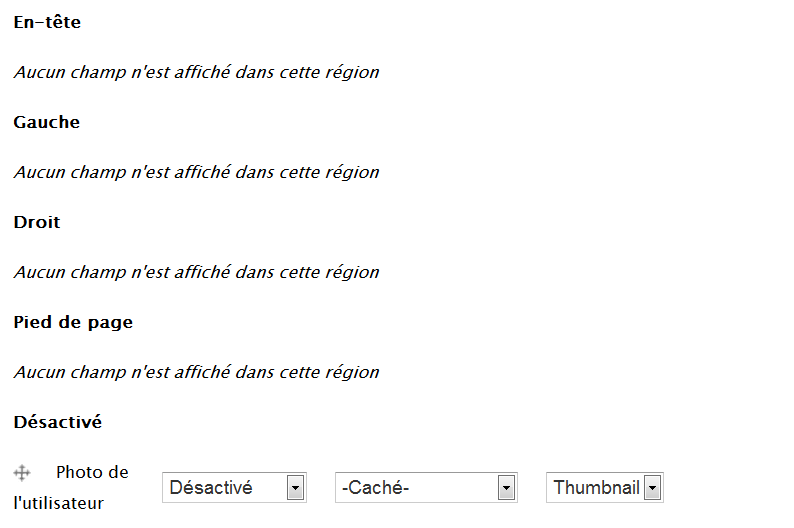 En-tête
Aucun champ n'est affiché dans cette région
Gauche
Aucun champ n'est affiché dans cette région
Droit
Aucun champ n'est affiché dans cette région
Pied de page
Aucun champ n'est affiché dans cette région
Désactivé
Photo de
l'utilisateur
Désactivé
-Caché-
Thumbnail